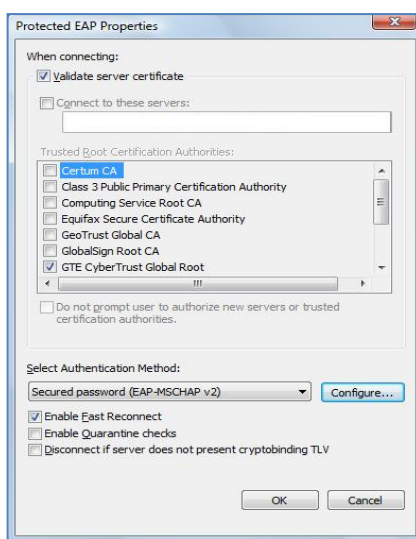 Protected EAP Properties
When connecting:
Validate server certificate
Connect to these servers:
Trusted Root Certification Authorities:
Certum CA
Class 3 Public Primary Certification Authority
Computing Service Root CA
Equifax Secure Certificate Authority
GeoTrust Global CA
GlobalSign Root CA
GTE CyberTrust Global Root
Do not prompt user to authorize new servers or trusted
certification authorities.
Select Authentication Method:
Secured password (EAP-MSCHAP v2) Configure...
Enable Fast Reconnect
Enable Quarantine checks
Disconnect if server does not present cryptobinding TLV
OK Cancel